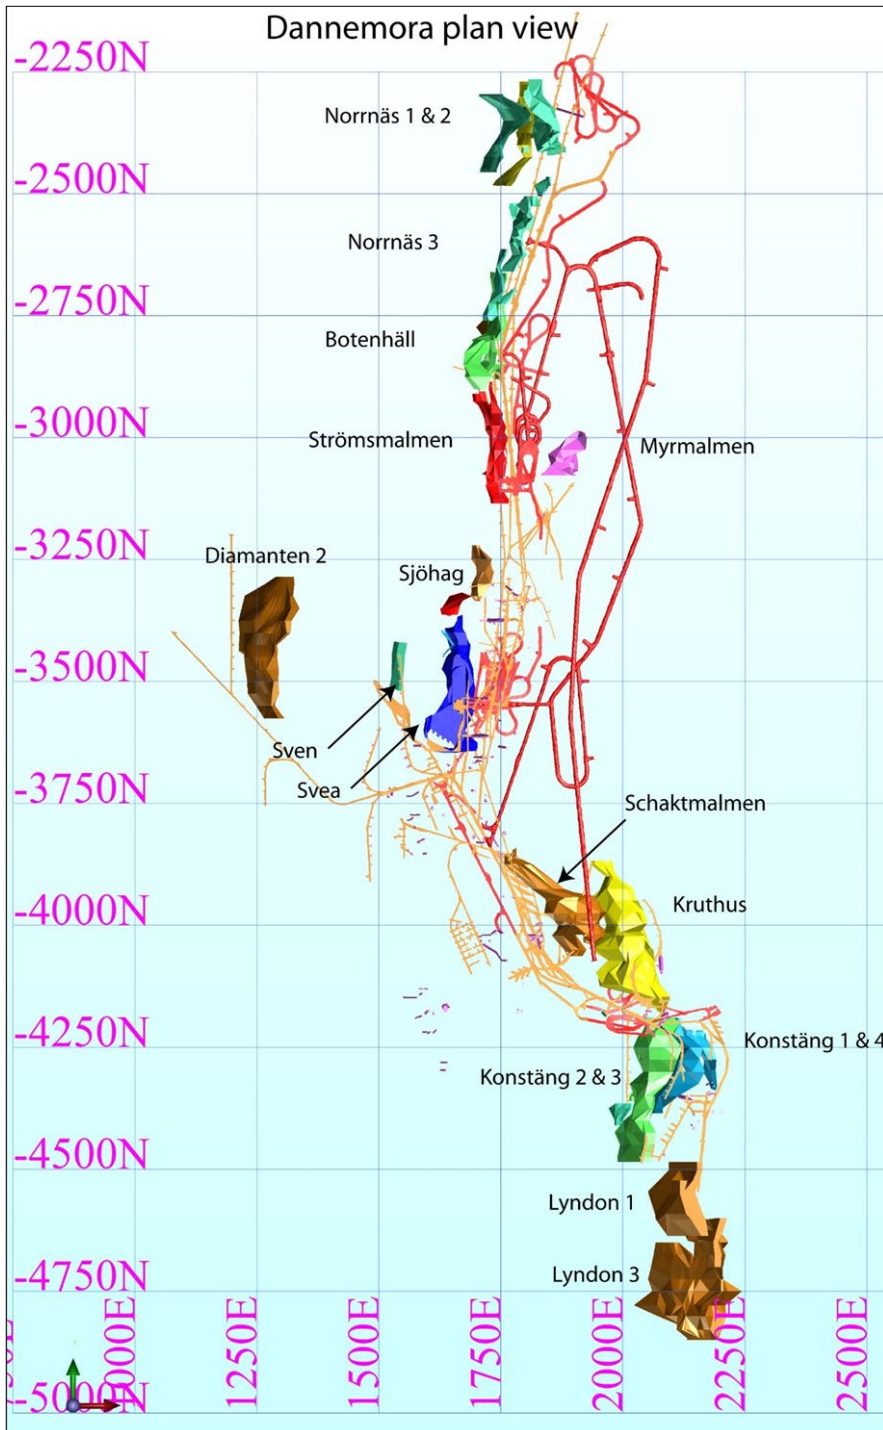 Dannemora plan view
-2250N
Norrnäs 1 & 2
-2500N
Norrnäs 3
-2750N
Botenhäll
-3000N
Strömsmalmen
Myrmalmen
-3250N
Diamanten 2
Sjöhag
-3500N
Sven
Svea
-3750N
Schaktmalmen
Kruthus
-4000N
-4250N
Konstäng 1 & 4
Konstäng 2 & 3
-4500N
Lyndon 1
Lyndon 3
-4750N
1250E
1500E
1750E
2000E
2250E
2500E
-5000N